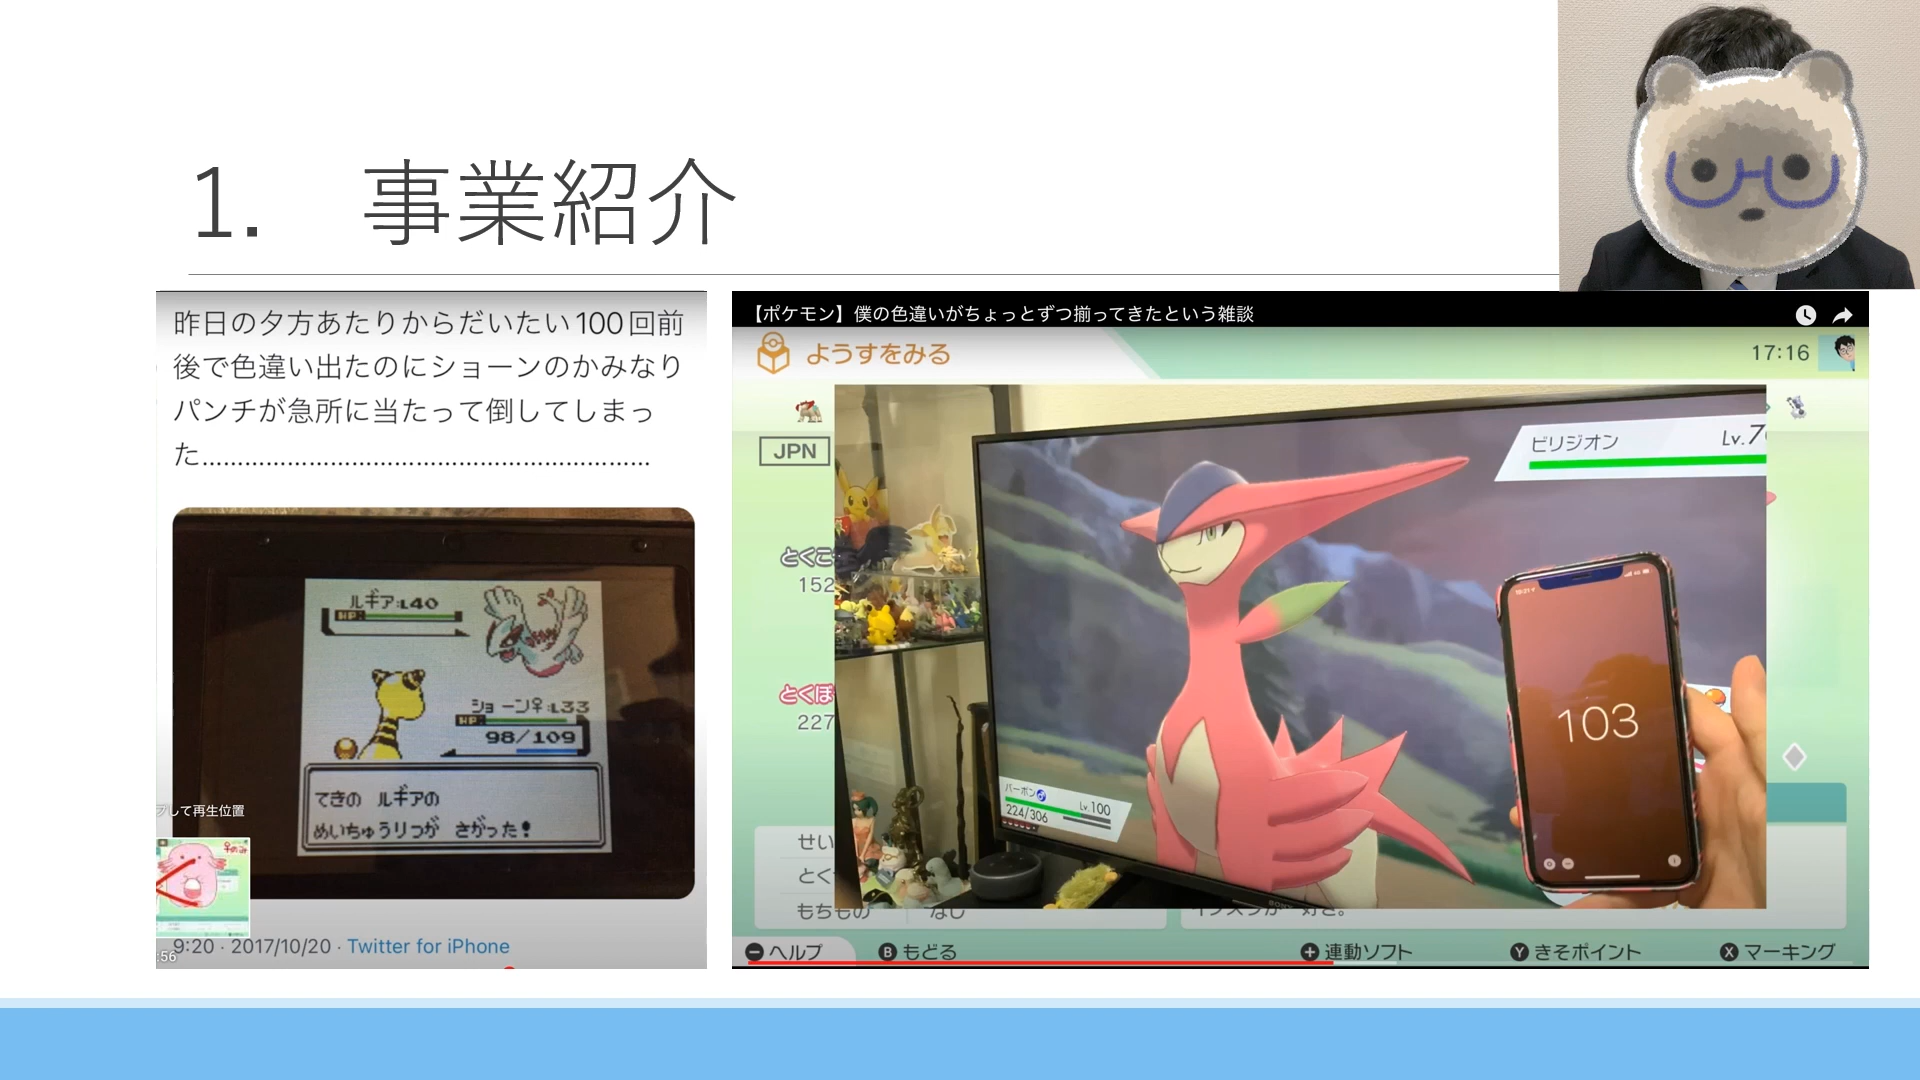 1. 事業紹介
昨日の夕方あたりからだいたい100回前
後で色違い出たのにショーンのかみなり
パンチが急所に当たって倒してしまっ
た………………………………………………………
ルギア:L40
HP:
ショーン♀:L33
HP:
98/109
てきの ルギアの
めいちゅうりつが さがった!
プして再生位置
♀のみ
:56
9:20 · 2017/10/20 · Twitter for iPhone
【ポケモン】僕の色違いがちょっとずつ揃ってきたという雑談
ようすをみる
17:16
JPN
とくこ
152
とくぼ
227
せい
とく
もちもの なし
ビリジオン Lv.7
バーボン♂ Lv.100
224/306
103
SONY
ヘルプ
Bもどる
連動ソフト
Yきそポイント
Xマーキング